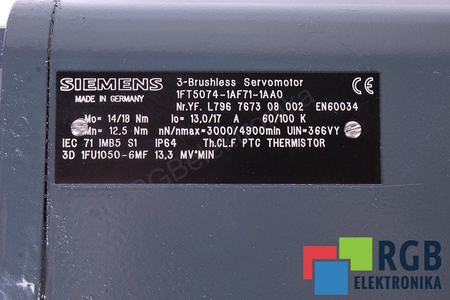 SIEMENS 3-Brushless Servomotor
MADE IN GERMANY 1FT5074-1AF71-1AA0
Nr.YF. L796 7673 08 002 EN60034
Mo= 14/18 Nm Io= 13,0/17 A 60/100 K
Mn= 12,5 Nm nN/nmax=3000/4900min UIN=366VY
IEC 71 IMB5 S1 IP64 Th.CL.F PTC THERMISTOR
3D 1FU1050-6MF 13,3 MV*MIN
RGB
ELEKTRONIKA